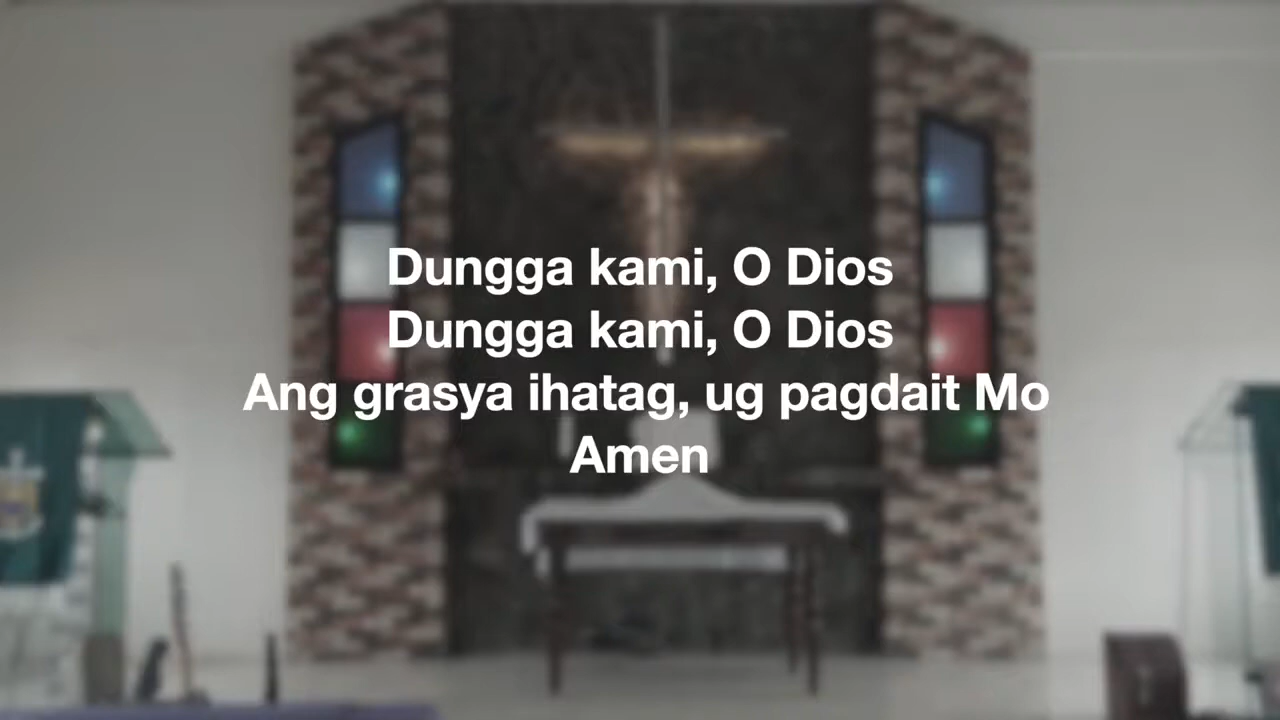 Dungga kami, O Dios
Dungga kami, O Dios
Ang grasya ihatag, ug pagdait Mo
Amen